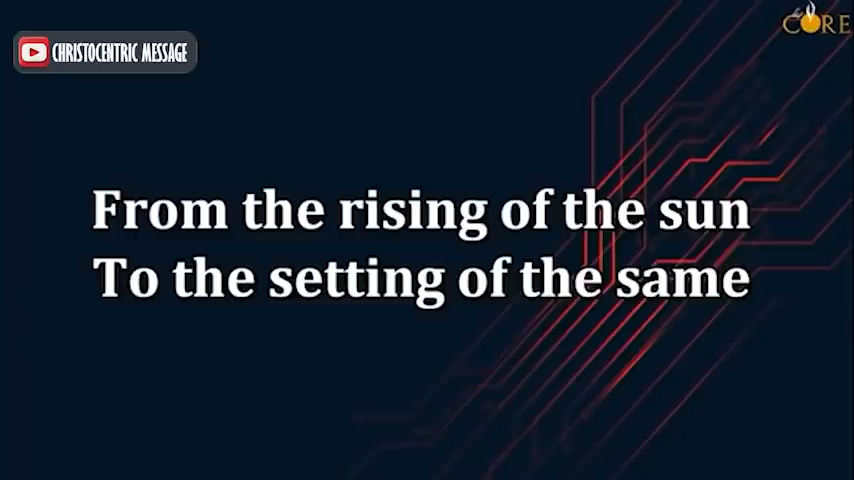 CHRISTOCENTRIC MESSAGE
CORE
From the rising of the sun
To the setting of the same